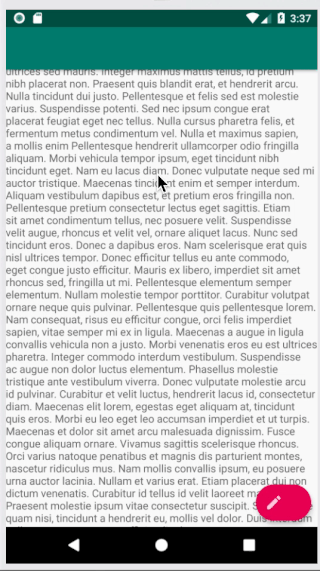 3:37
ultrices sed mauris. Integer maximus mattis tellus, id pretium
nibh placerat non. Praesent quis blandit erat, et hendrerit arcu.
Nulla tincidunt dui justo. Pellentesque et felis sed est molestie
varius. Suspendisse potenti. Sed nec ipsum congue erat
placerat feugiat eget nec tellus. Nulla cursus pharetra felis, et
fermentum metus condimentum vel. Nulla et maximus sapien,
a mollis enim Pellentesque hendrerit ullamcorper odio fringilla
aliquam. Morbi vehicula tempor ipsum, eget tincidunt nibh
tincidunt eget. Nam eu lacus diam. Donec vulputate neque sed mi
auctor tristique. Maecenas tincidunt enim et semper interdum.
Aliquam vestibulum dapibus est, et pretium eros fringilla non.
Pellentesque pretium consectetur lectus eget sagittis. Etiam
sit amet condimentum tellus, nec posuere velit. Suspendisse
velit augue, rhoncus et velit vel, ornare aliquet lacus. Nunc sed
tincidunt eros. Donec a dapibus eros. Nam scelerisque erat quis
nisl ultrices tempor. Donec efficitur tellus eu ante commodo,
eget congue justo efficitur. Mauris ex libero, imperdiet sit amet
rhoncus sed, fringilla ut mi. Pellentesque elementum semper
elementum. Nullam molestie tempor porttitor. Curabitur volutpat
ornare neque quis pulvinar. Pellentesque quis pellentesque lorem.
Nam consequat, risus eu efficitur congue, orci felis imperdiet
sapien, vitae semper mi ex in ligula. Maecenas a augue in ligula
convallis vehicula non a justo. Morbi venenatis eros eu ultricies
pharetra. Integer commodo interdum vestibulum. Suspendisse
ac augue non dolor luctus elementum. Phasellus molestie
tristique ante vestibulum viverra. Donec vulputate molestie arcu
id pulvinar. Curabitur et velit luctus, hendrerit lacus id, consectetur
diam. Maecenas elit lorem, egestas eget aliquam at, tincidunt
quis eros. Morbi eu leo eget leo accumsan imperdiet et ut turpis.
Maecenas et dolor sit amet arcu malesuada dignissim. Fusce
congue aliquam ornare. Vivamus sagittis scelerisque rhoncus.
Orci varius natoque penatibus et magnis dis parturient montes,
nascetur ridiculus mus. Nam mollis convallis ipsum, eu posuere
urna auctor lacinia. Nullam et varius erat. Etiam placerat dui non
dictum venenatis. Curabitur id tellus id velit laoreet
Praesent molestie ipsum vitae consectetur suscipit.
quam nisi, tincidunt a hendrerit eu, mollis vel dolor. Duis